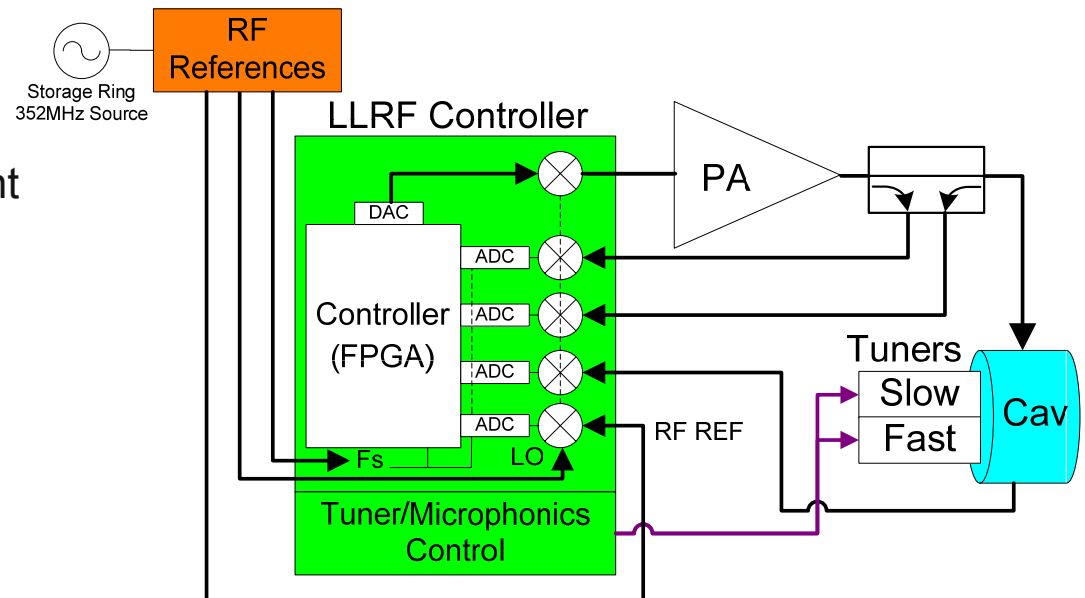 RF
References
Storage Ring
352MHz Source
LLRF Controller
nt
DAC
PA
ADC
ADC
Controller
(FPGA)
ADC
ADC
Fs
LO
RF REF
Tuners
Slow
Fast
Cav
Tuner/Microphonics
Control